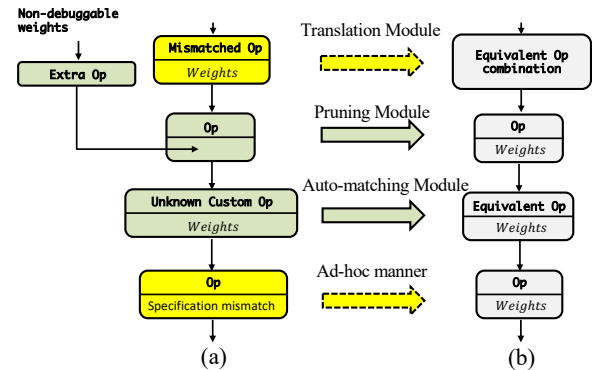 Non-debuggable
weights
Extra Op
Mismatched Op
Weights
Translation Module
Equivalent Op
combination
Op
Pruning Module
Op
Weights
Unknown Custom Op
Weights
Auto-matching Module
Equivalent Op
Weights
Op
Specification mismatch
Ad-hoc manner
Op
Weights
(a)
(b)